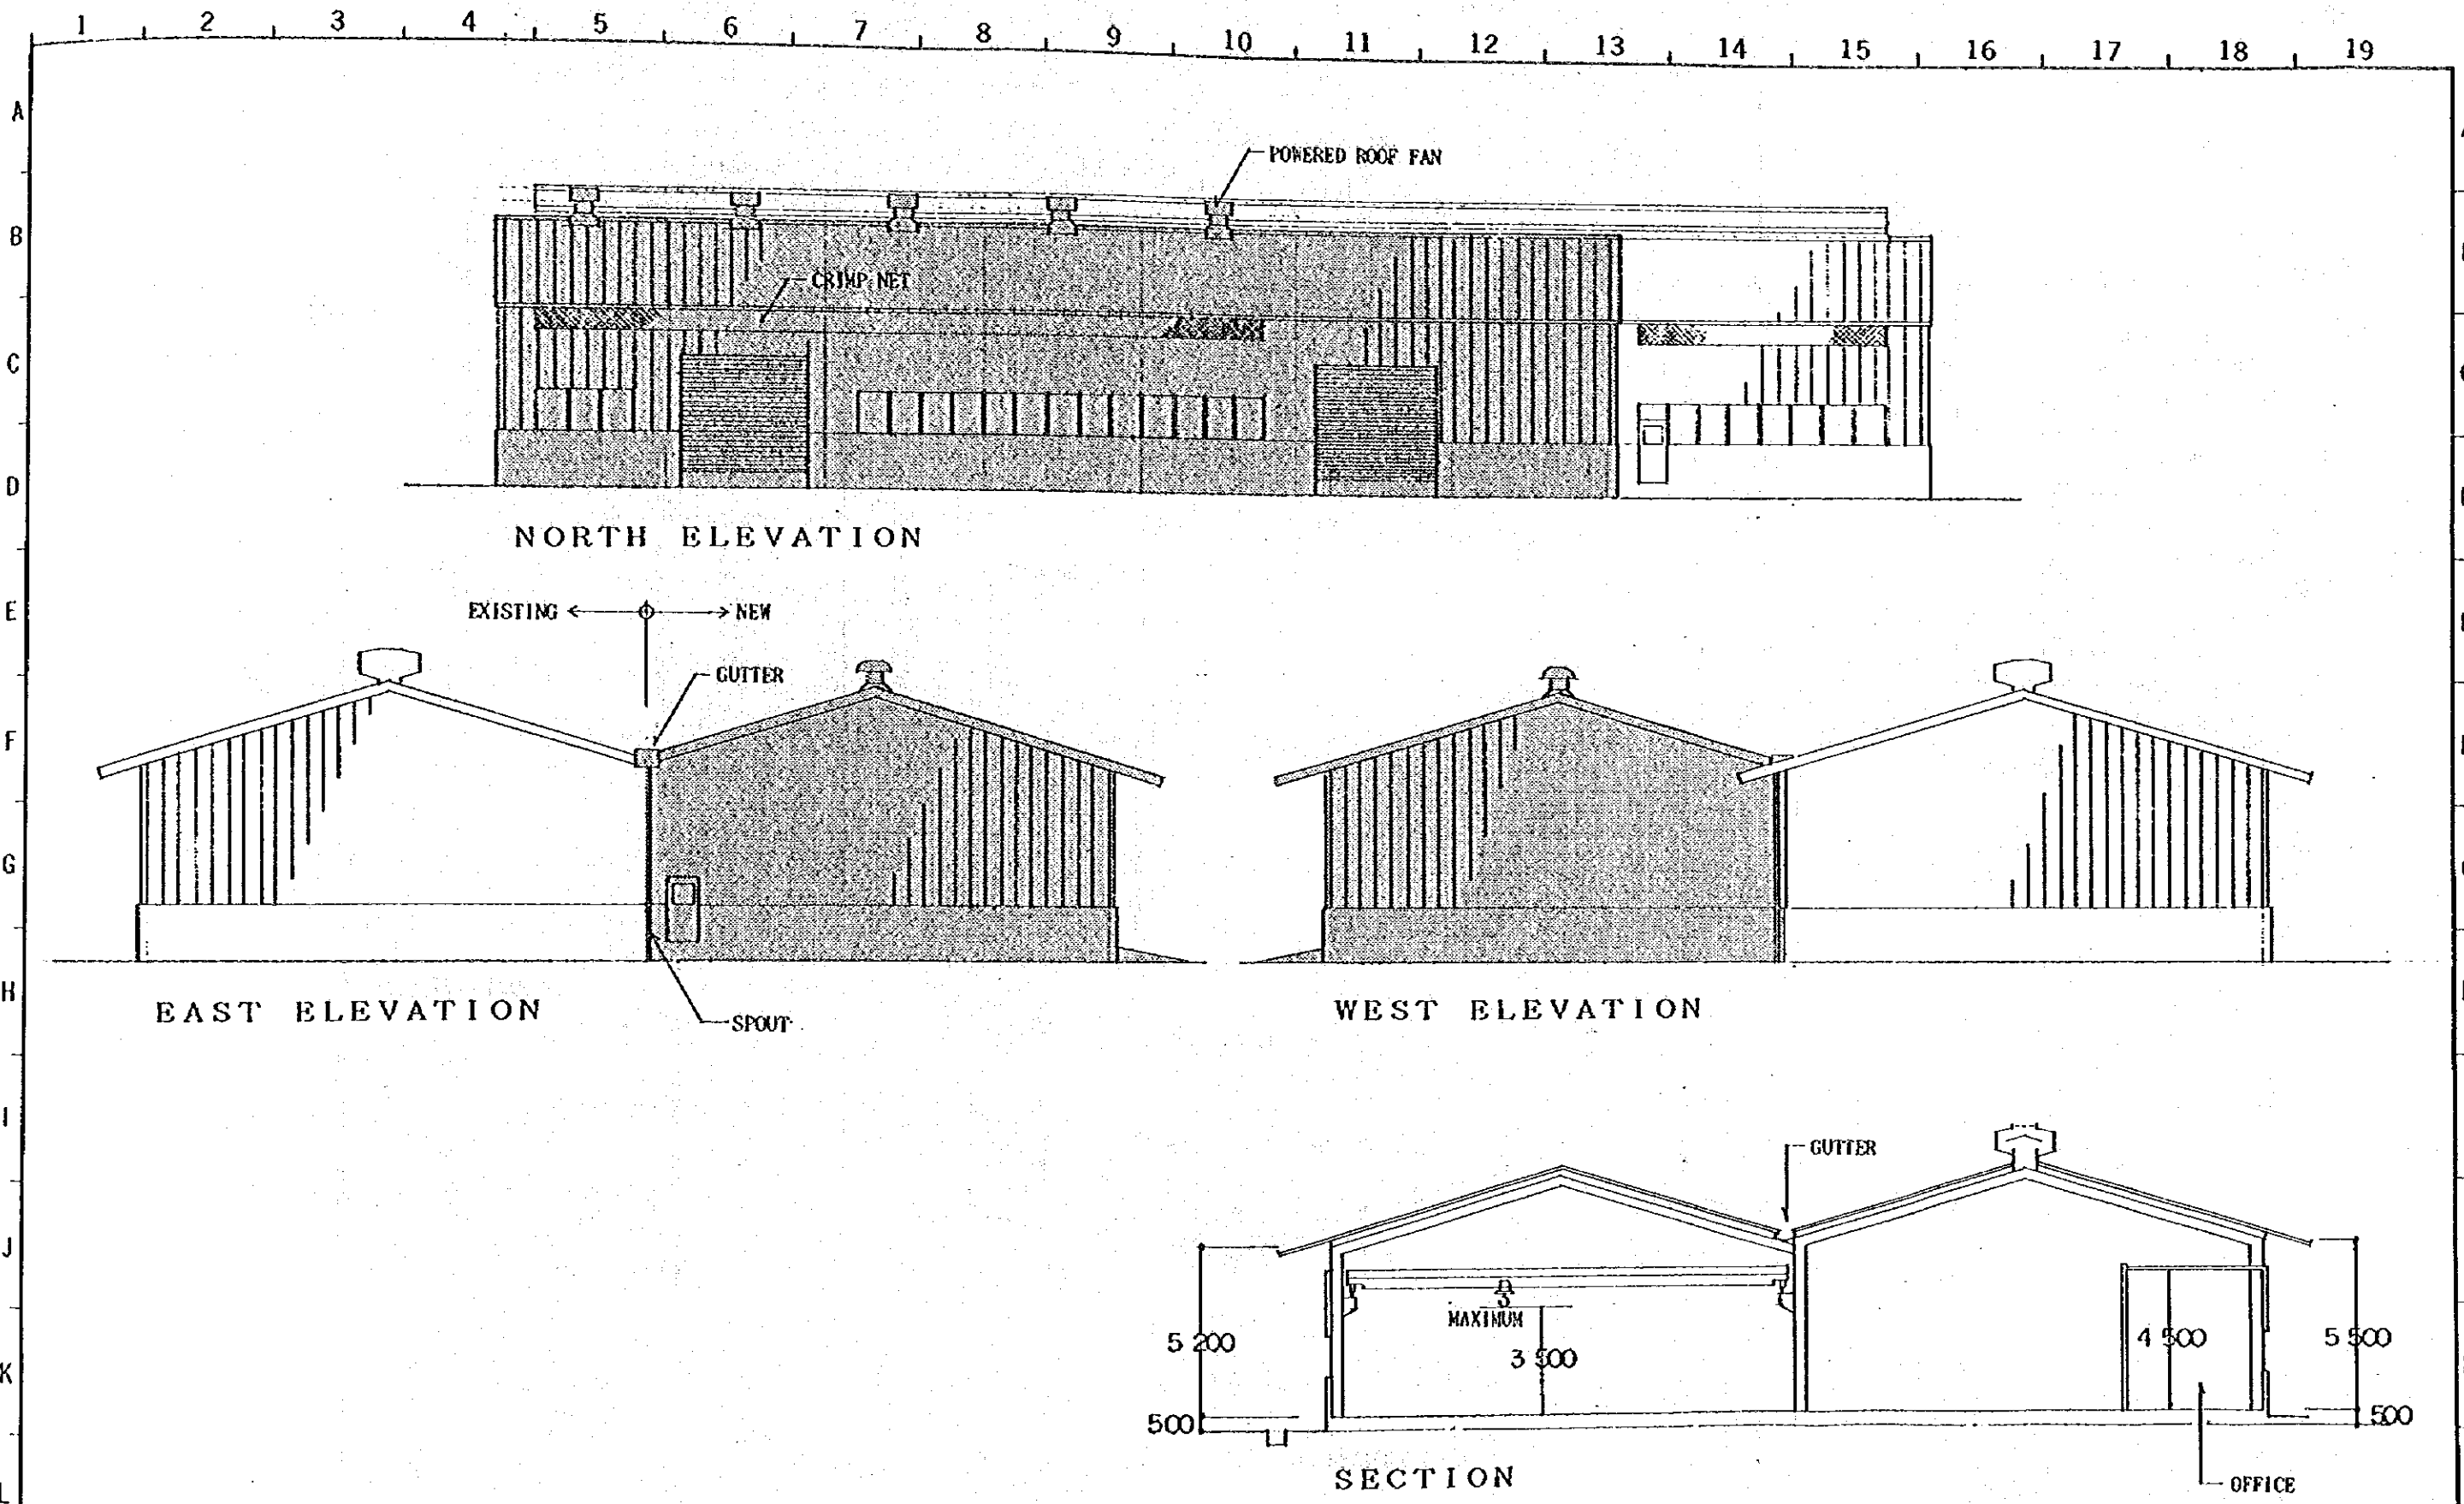 1 2 3 4 5 6 7 8 9 10 11 12 13 14 15 16 17 18 19
A
POWERED ROOF FAN
B
CRIMP NET
C
D
NORTH ELEVATION
E
EXISTING NEW
GUTTER
F
G
H
EAST ELEVATION
WEST ELEVATION
SPOUT
I
GUTTER
J
MAXIMUM
5 200
3 500
4 500
5 500
K
500
500
SECTION
OFFICE
L